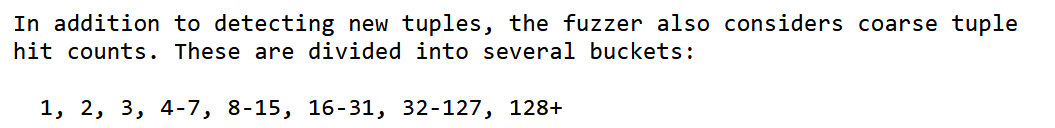 In addition to detecting new tuples, the fuzzer also considers coarse tuple
hit counts. These are divided into several buckets:
1, 2, 3, 4-7, 8-15, 16-31, 32-127, 128+